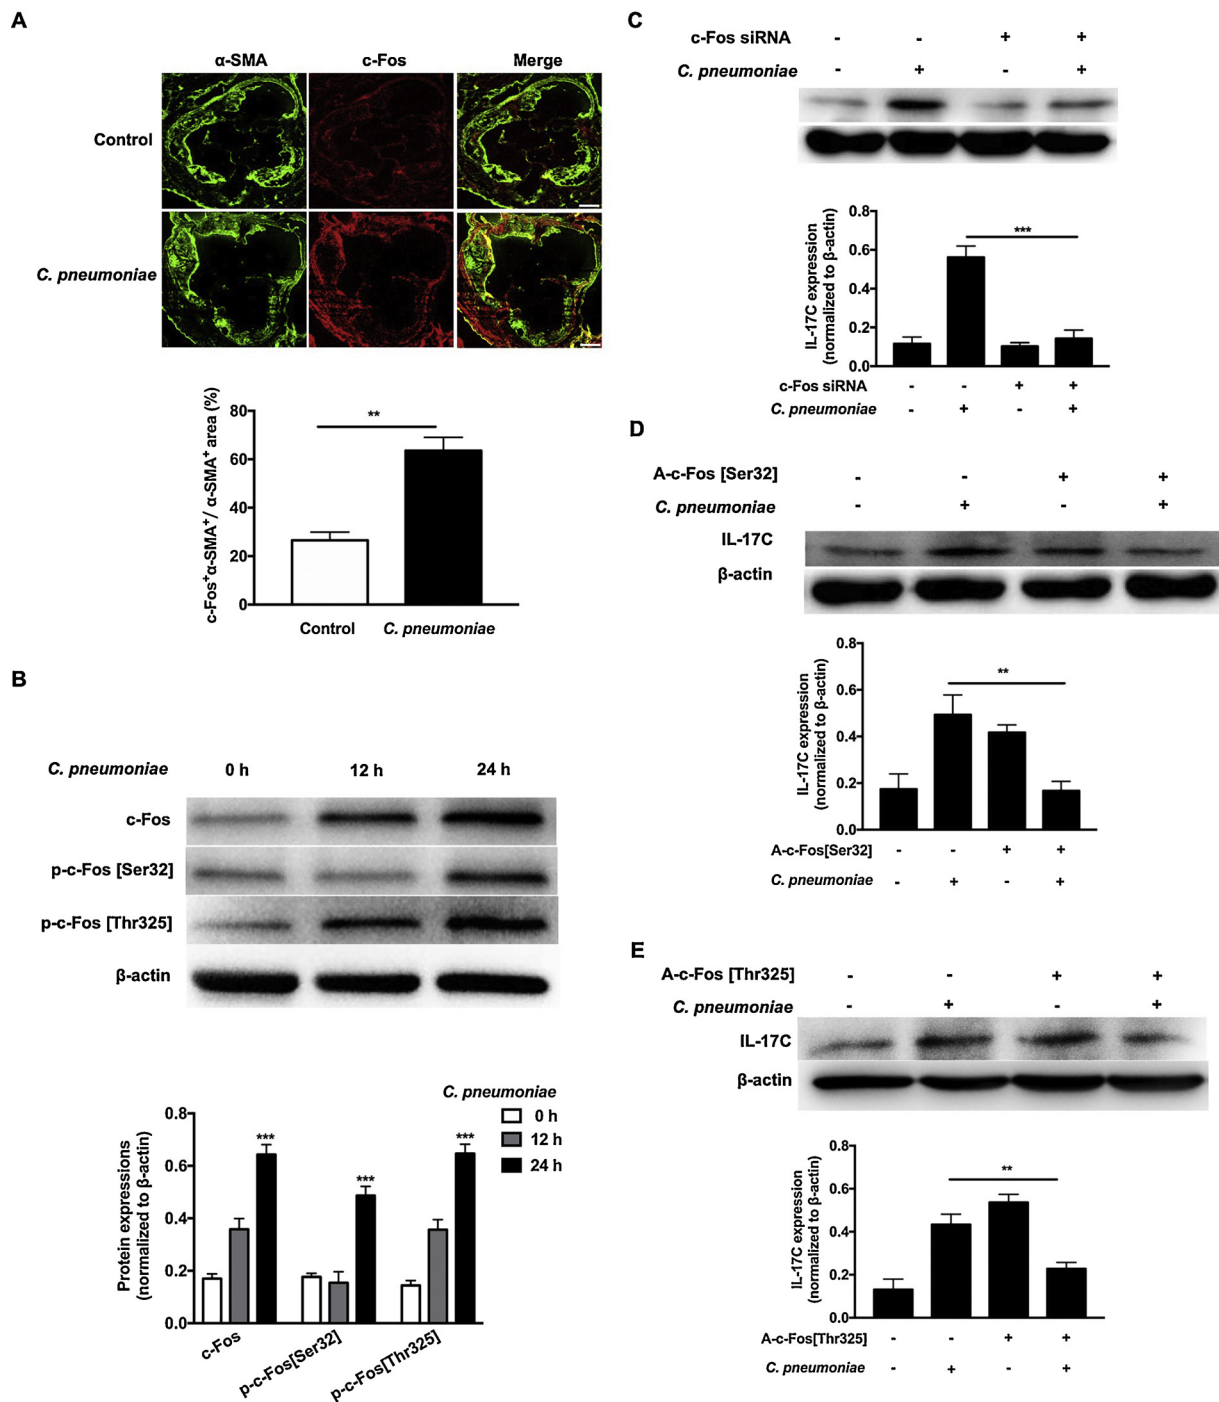 A
α-SMA c-Fos Merge
Control
C. pneumoniae
c-Fos⁺α-SMA⁺/ α-SMA⁺ area (%)
80
60
40
20
0
**
Control C. pneumoniae
B
C. pneumoniae 0 h 12 h 24 h
c-Fos
p-c-Fos [Ser32]
p-c-Fos [Thr325]
β-actin
C. pneumoniae
0 h
12 h
24 h
Protein expressions
(normalized to β-actin)
0.8
0.6
0.4
0.2
0.0
*** *** ***
c-Fos p-c-Fos[Ser32] p-c-Fos[Thr325]
C
c-Fos siRNA - - + +
C. pneumoniae - + - +
IL-17C expression
(normalized to β-actin)
0.8
0.6
0.4
0.2
0.0
***
c-Fos siRNA - - + +
C. pneumoniae - + - +
D
A-c-Fos [Ser32] - - + +
C. pneumoniae - + - +
IL-17C
β-actin
IL-17C expression
(normalized to β-actin)
0.8
0.6
0.4
0.2
0.0
**
A-c-Fos[Ser32] - - + +
C. pneumoniae - + - +
E
A-c-Fos [Thr325] - - + +
C. pneumoniae - + - +
IL-17C
β-actin
IL-17C expression
(normalized to β-actin)
0.8
0.6
0.4
0.2
0.0
**
A-c-Fos[Thr325] - - + +
C. pneumoniae - + - +